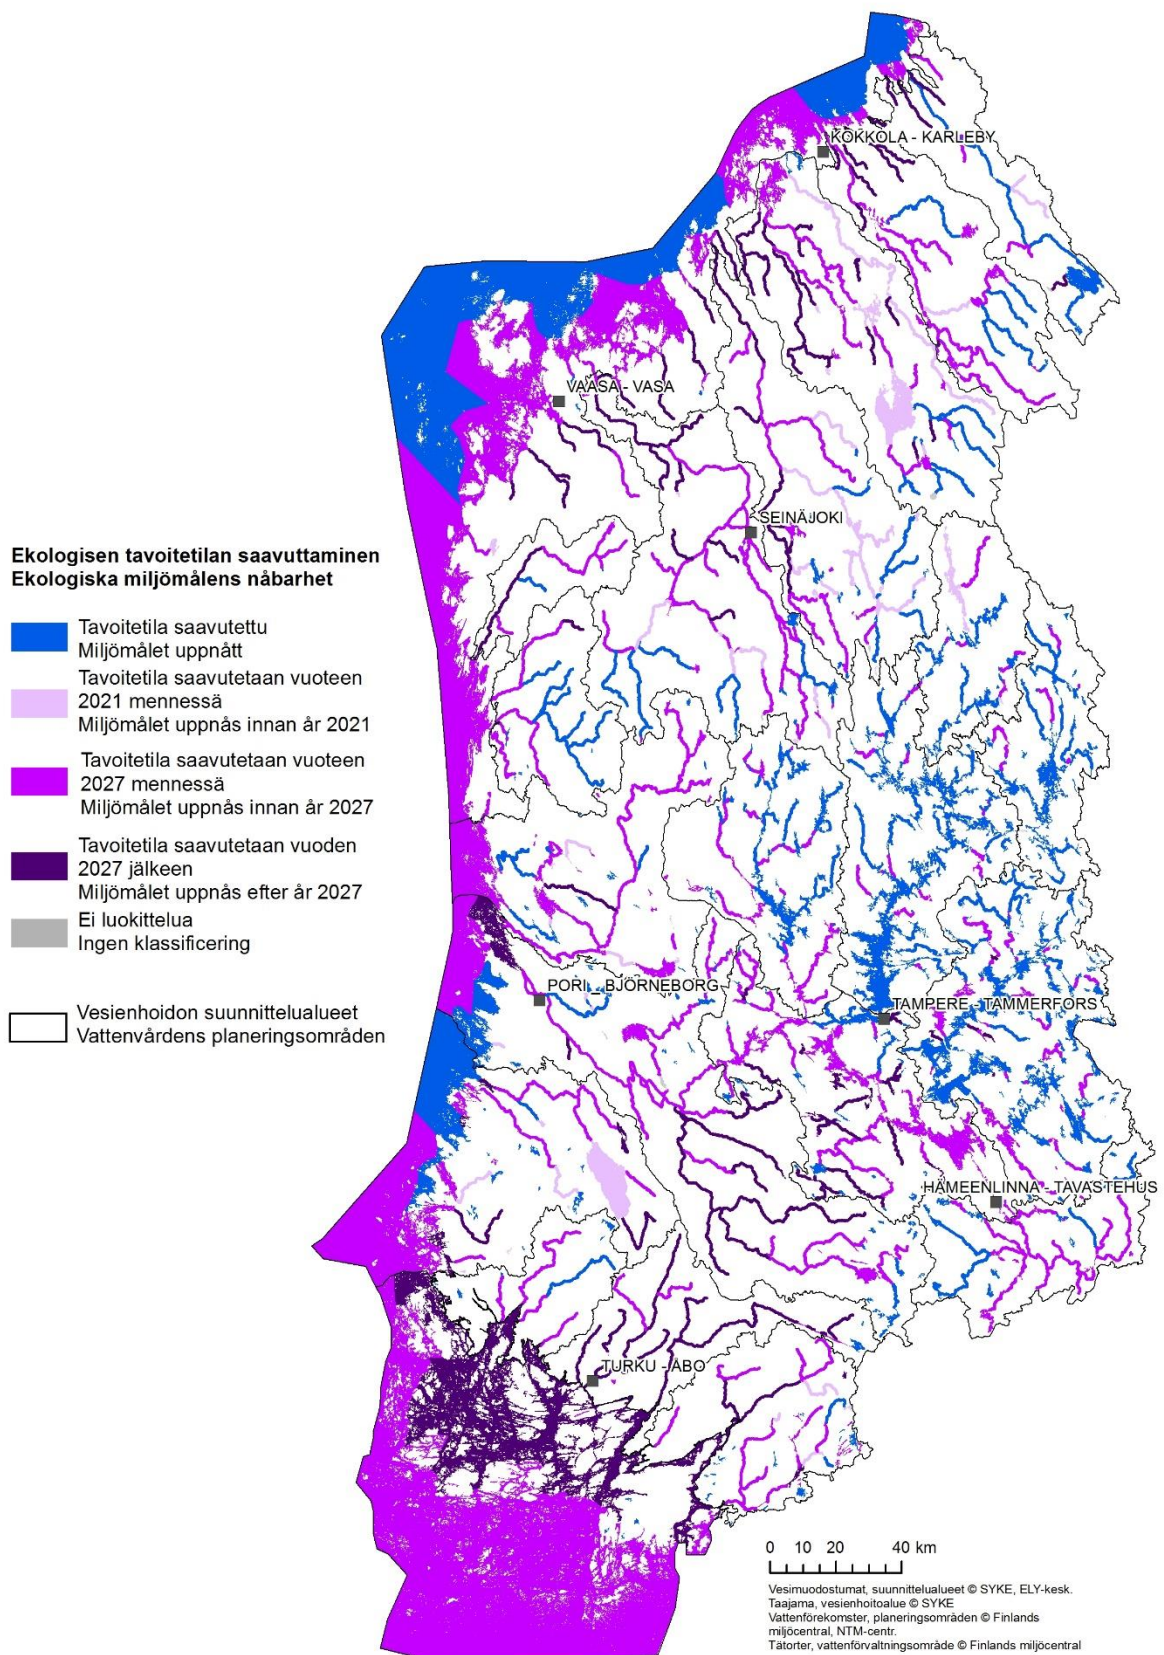 KOKKOLA - KARLEBY
VAASA - VASA
SEINÄJOKI
Ekologisen tavoitetilan saavuttaminen
Ekologiska miljömålens nåbarhet
Tavoitetila saavutettu
Miljömålet uppnått
Tavoitetila saavutetaan vuoteen
2021 mennessä
Miljömålet uppnås innan år 2021
Tavoitetila saavutetaan vuoteen
2027 mennessä
Miljömålet uppnås innan år 2027
Tavoitetila saavutetaan vuoden
2027 jälkeen
Miljömålet uppnås efter år 2027
Ei luokittelua
Ingen klassificering
Vesienhoidon suunnittelualueet
Vattenvårdens planeringsområden
PORI _ BJÖRNEBORG
TAMPERE - TAMMERFORS
HÄMEENLINNA - TAVASTEHUS
TURKU - ÅBO
0 20 40 km
Vesimuodostumat, suunnittelualueet © SYKE, ELY-kesk.
Taajama, vesienhoitoalue © SYKE
Vattenförekomster, planeringsområden © Finlands
miljöcentral, NTM-centr.
Tätorter, vattenförvaltningsområde © Finlands miljöcentral